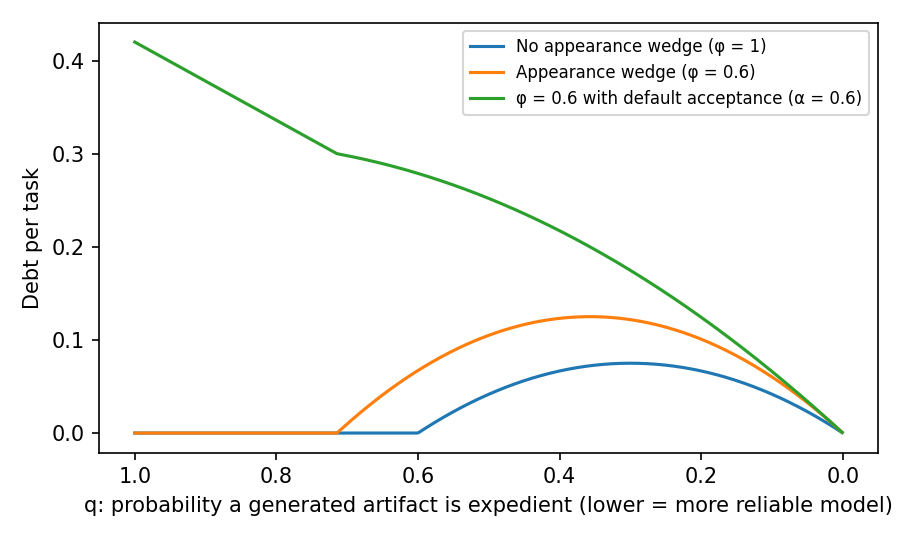 No appearance wedge (φ = 1)
Appearance wedge (φ = 0.6)
φ = 0.6 with default acceptance (α = 0.6)
Debt per task
0.4
0.3
0.2
0.1
0.0
1.0 0.8 0.6 0.4 0.2 0.0
q: probability a generated artifact is expedient (lower = more reliable model)